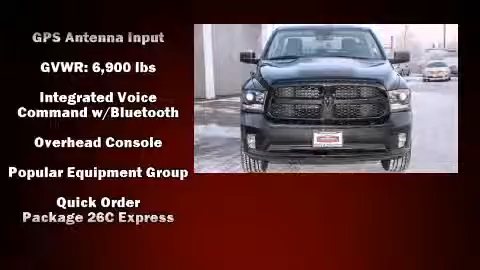 GPS Antenna Input
GVWR: 6,900 lbs
Integrated Voice
Command w/Bluetooth
Overhead Console
Popular Equipment Group
Quick Order
Package 26C Express